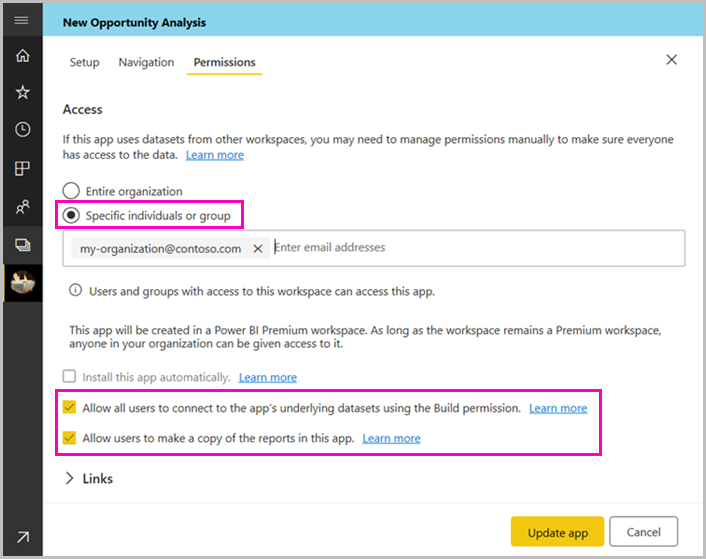 New Opportunity Analysis
Setup Navigation Permissions
Access
If this app uses datasets from other workspaces, you may need to manage permissions manually to make sure everyone
has access to the data. Learn more
Entire organization
Specific individuals or group
my-organization@contoso.com Enter email addresses
Users and groups with access to this workspace can access this app.
This app will be created in a Power BI Premium workspace. As long as the workspace remains a Premium workspace,
anyone in your organization can be given access to it.
Install this app automatically. Learn more
Allow all users to connect to the app's underlying datasets using the Build permission. Learn more
Allow users to make a copy of the reports in this app. Learn more
Links
Update app Cancel